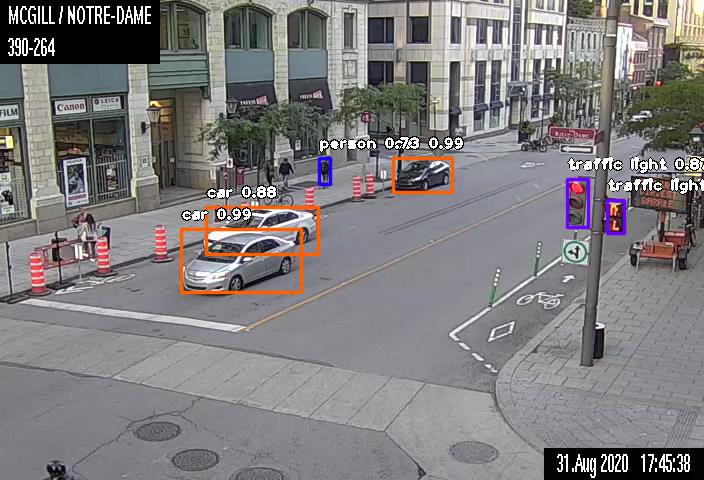 MCGILL / NOTRE-DAME
390-264
FILM
Canon
LEICA
person 0.73
0.99
car 0.88
car 0.99
traffic light 0.87
traffic light
Notre-Dame
BARRÉE
31.Aug 2020 17:45:38